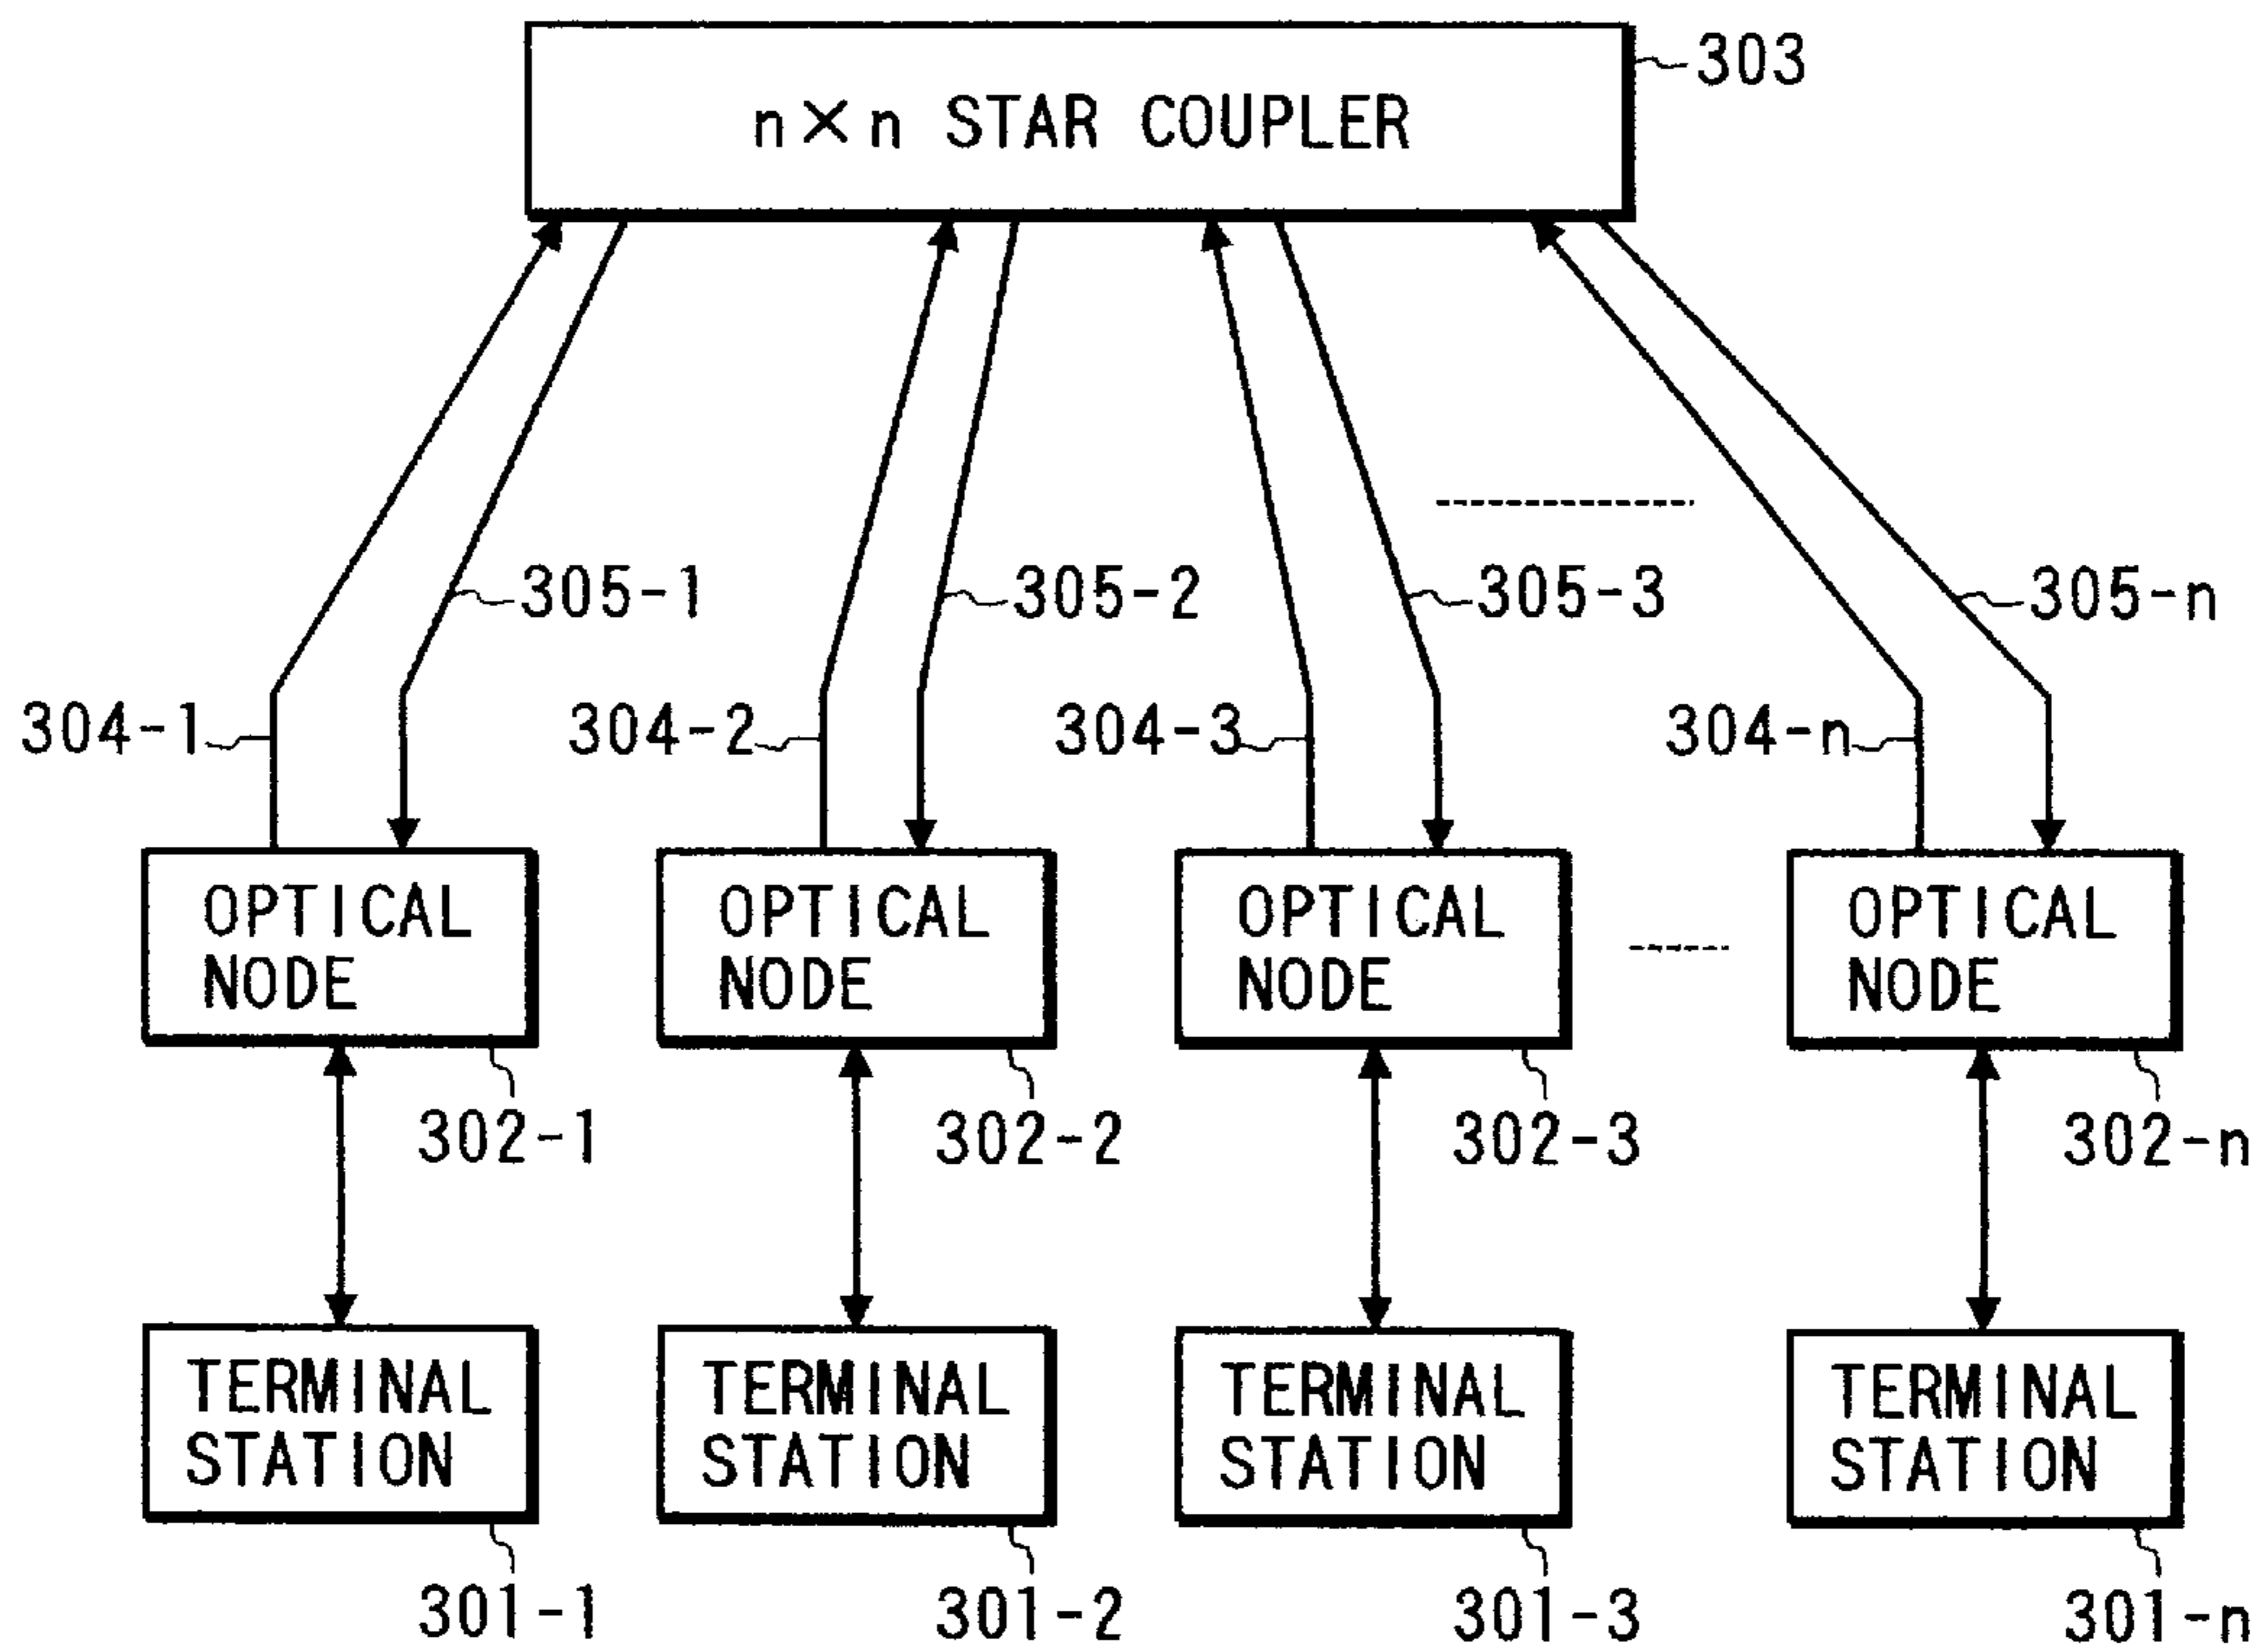 303
n×n STAR COUPLER
305-1
305-2
305-3
305-n
304-1
304-2
304-3
304-n
OPTICAL
NODE
OPTICAL
NODE
OPTICAL
NODE
OPTICAL
NODE
302-1
302-2
302-3
302-n
TERMINAL
STATION
TERMINAL
STATION
TERMINAL
STATION
TERMINAL
STATION
301-1
301-2
301-3
301-n